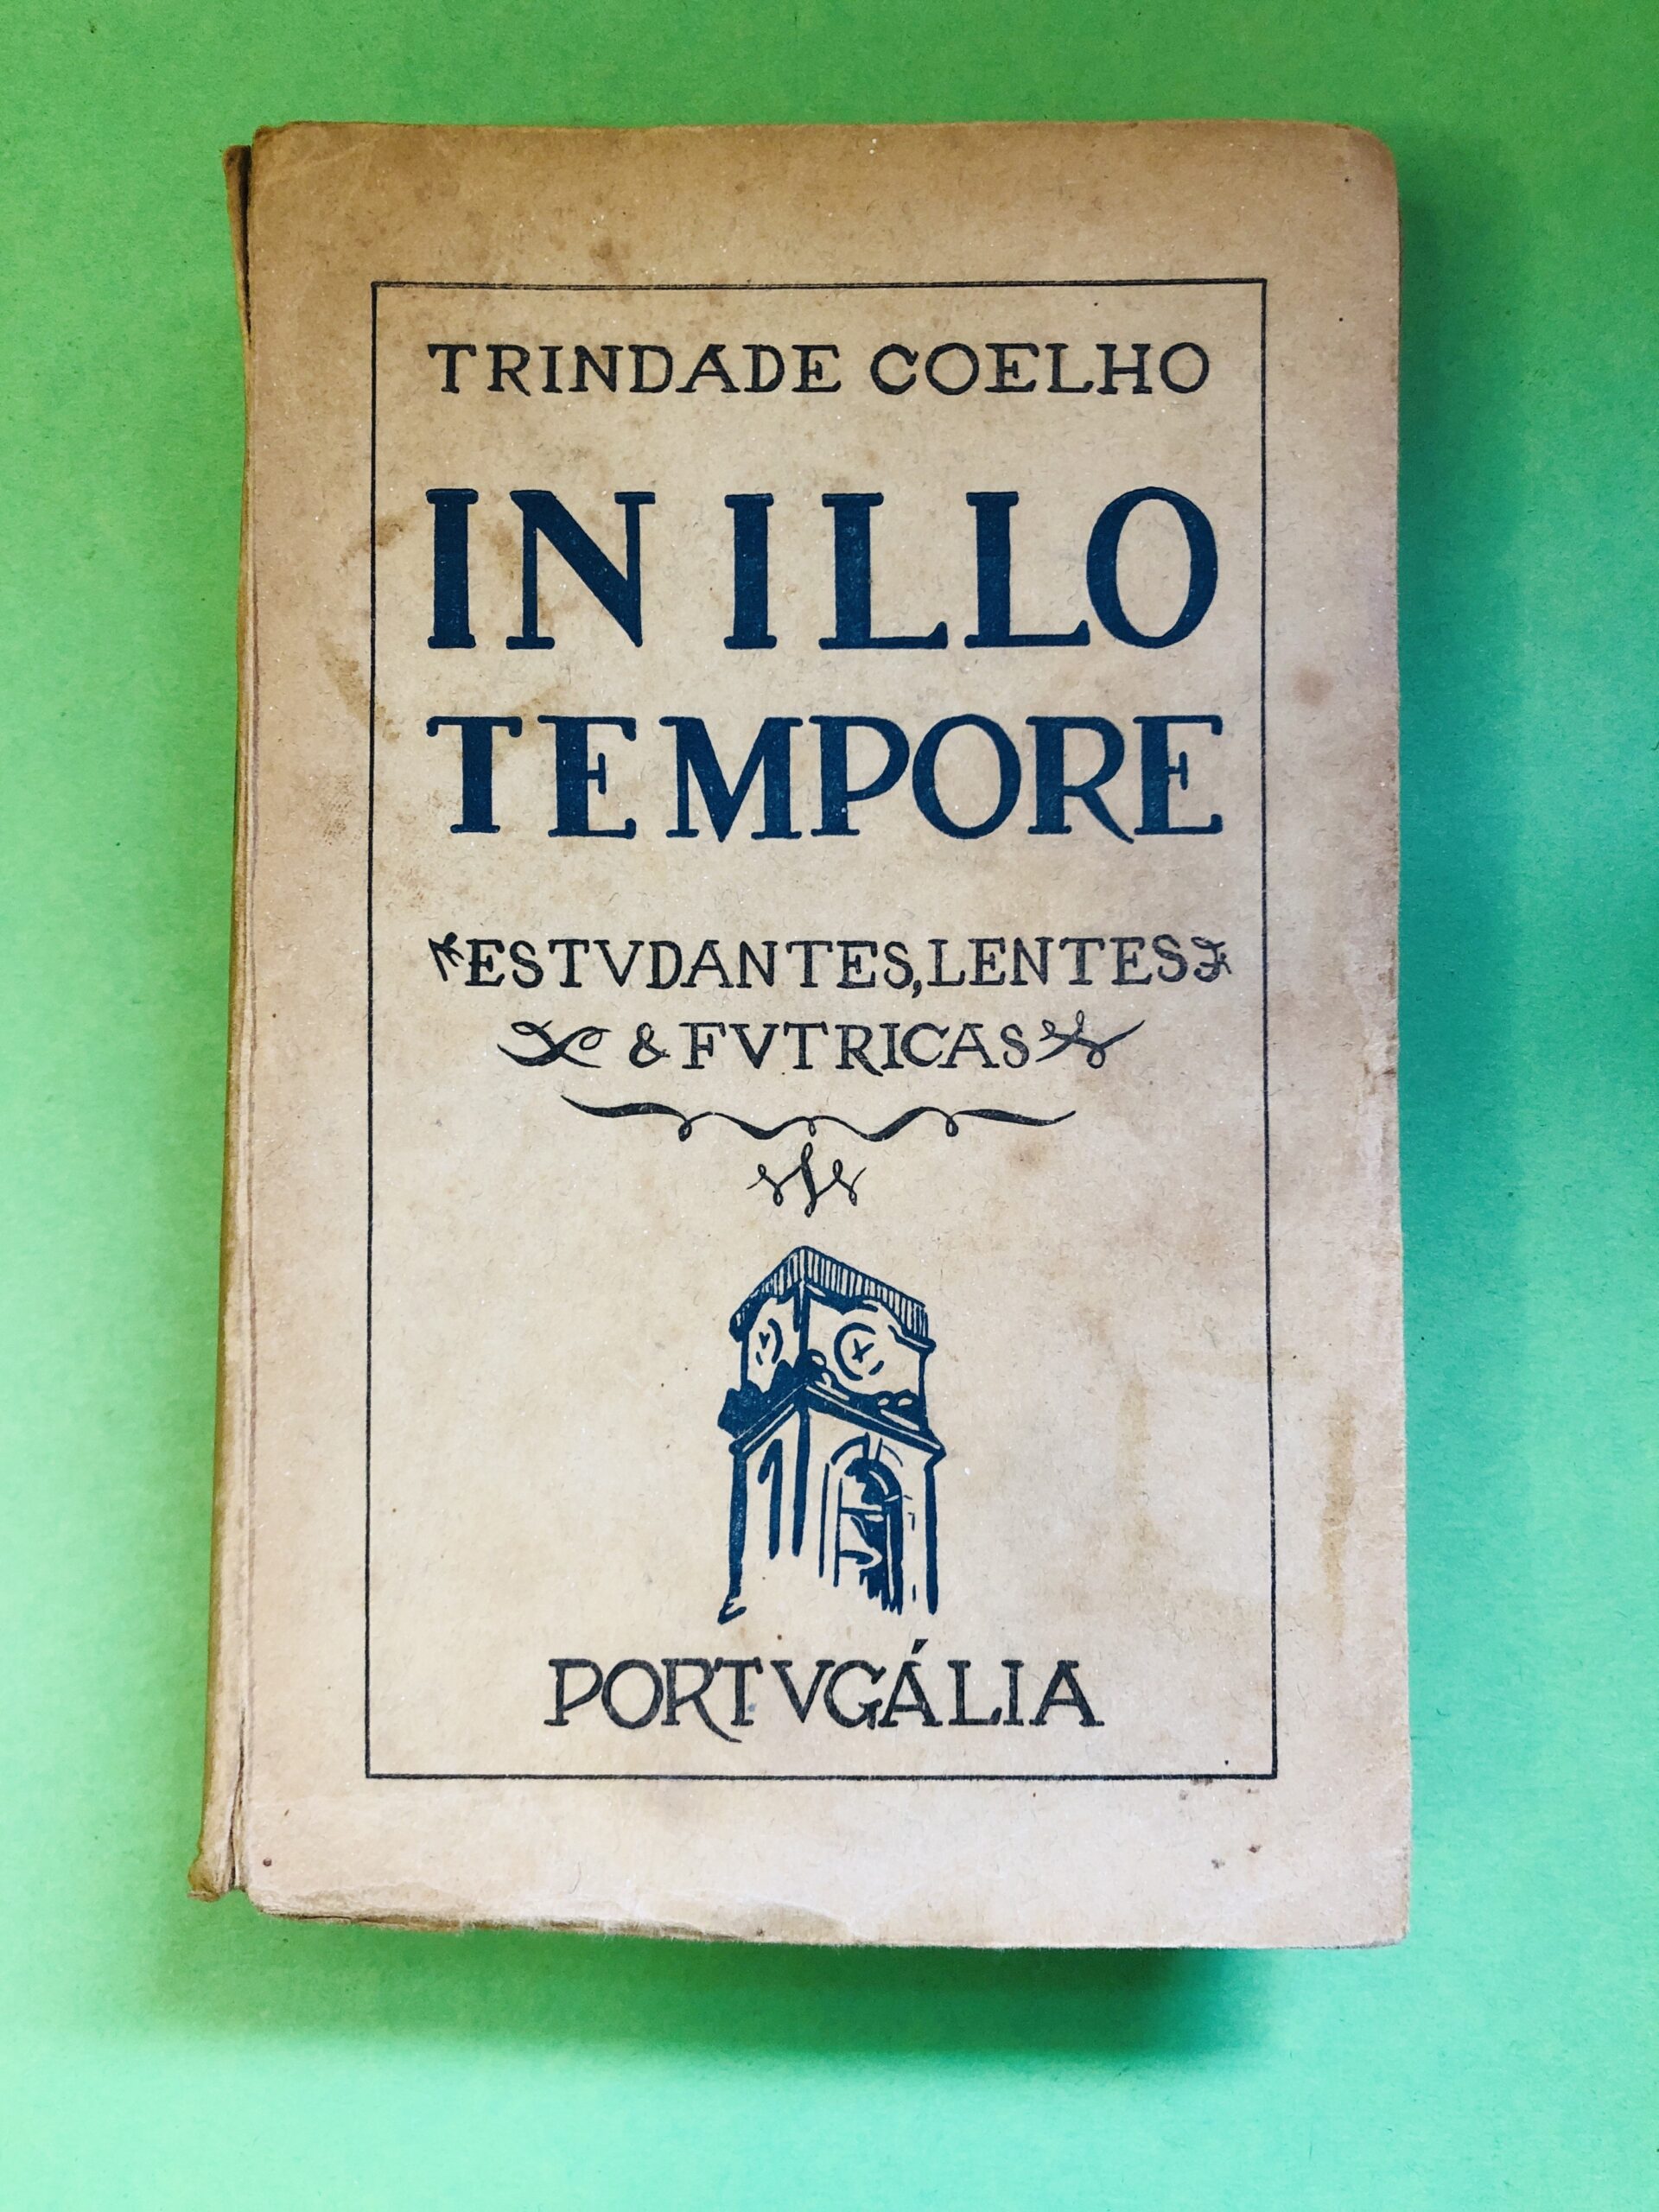 TRINDADE COELHO
IN ILLO
TEMPORE
ESTVDANTES, LENTES
& FVTRICAS
PORTVGÁLIA